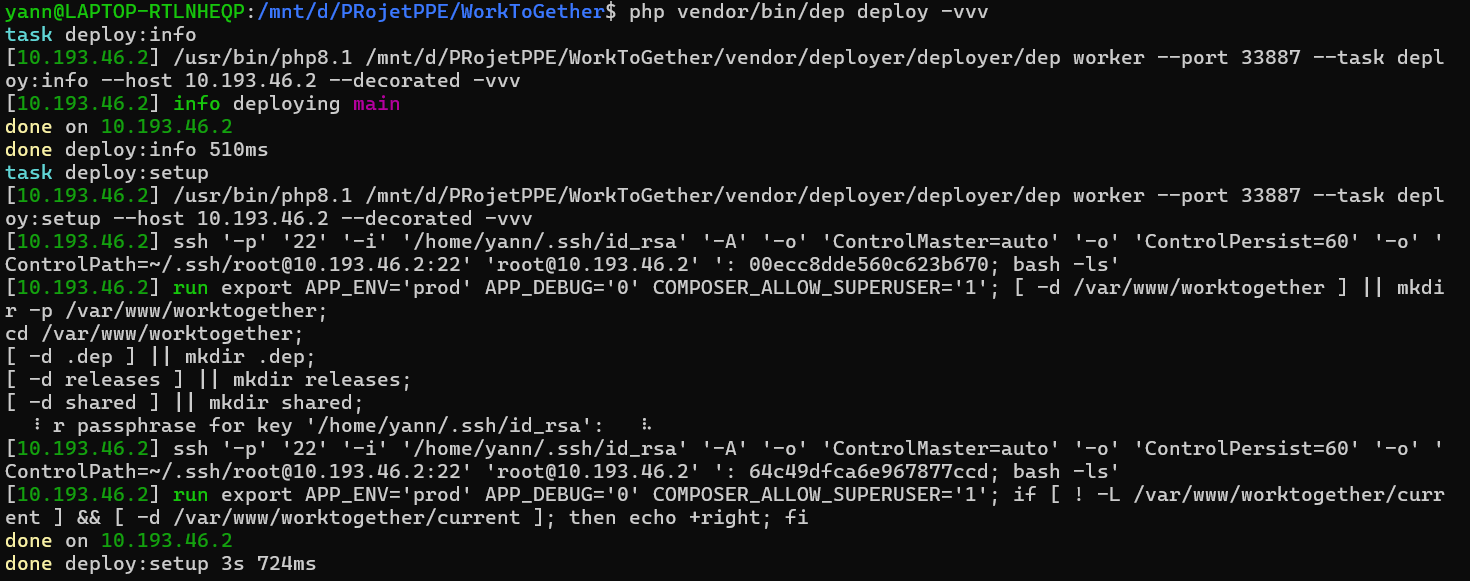 yann@LAPTOP-RTLNHEQP:/mnt/d/PRojetPPE/WorkToGether$ php vendor/bin/dep deploy -vvv
task deploy:info
[10.193.46.2] /usr/bin/php8.1 /mnt/d/PRojetPPE/WorkToGether/vendor/deployer/deployer/dep worker --port 33887 --task depl
oy:info --host 10.193.46.2 --decorated -vvv
[10.193.46.2] info deploying main
done on 10.193.46.2
done deploy:info 510ms
task deploy:setup
[10.193.46.2] /usr/bin/php8.1 /mnt/d/PRojetPPE/WorkToGether/vendor/deployer/deployer/dep worker --port 33887 --task depl
oy:setup --host 10.193.46.2 --decorated -vvv
[10.193.46.2] ssh '-p' '22' '-i' '/home/yann/.ssh/id_rsa' '-A' '-o' 'ControlMaster=auto' '-o' 'ControlPersist=60' '-o' '
ControlPath=~/.ssh/root@10.193.46.2:22' 'root@10.193.46.2' ': 00ecc8dde560c623b670; bash -ls'
[10.193.46.2] run export APP_ENV='prod' APP_DEBUG='0' COMPOSER_ALLOW_SUPERUSER='1'; [ -d /var/www/worktogether ] || mkdi
r -p /var/www/worktogether;
cd /var/www/worktogether;
[ -d .dep ] || mkdir .dep;
[ -d releases ] || mkdir releases;
[ -d shared ] || mkdir shared;
⠸ r passphrase for key '/home/yann/.ssh/id_rsa':   ⠧
[10.193.46.2] ssh '-p' '22' '-i' '/home/yann/.ssh/id_rsa' '-A' '-o' 'ControlMaster=auto' '-o' 'ControlPersist=60' '-o' '
ControlPath=~/.ssh/root@10.193.46.2:22' 'root@10.193.46.2' ': 64c49dfca6e967877ccd; bash -ls'
[10.193.46.2] run export APP_ENV='prod' APP_DEBUG='0' COMPOSER_ALLOW_SUPERUSER='1'; if [ ! -L /var/www/worktogether/curr
ent ] && [ -d /var/www/worktogether/current ]; then echo +right; fi
done on 10.193.46.2
done deploy:setup 3s 724ms